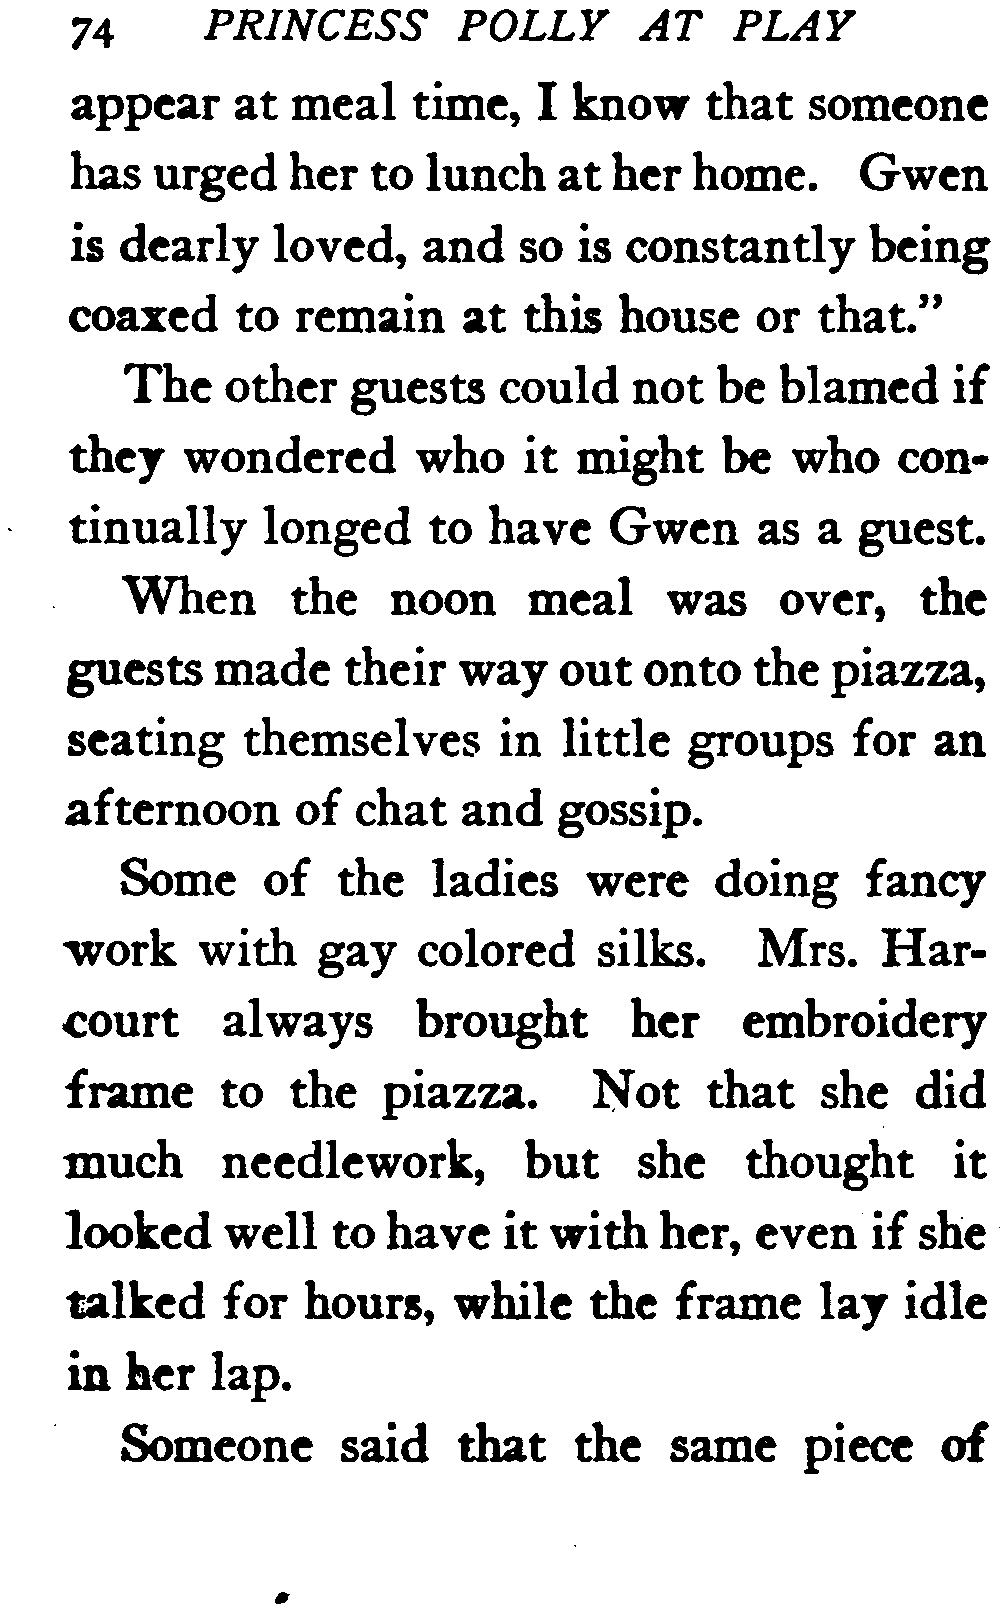 74 PRINCESS POLLY AT PLAY
appear at meal time, I know that someone
has urged her to lunch at her home. Gwen
is dearly loved, and so is constantly being
coaxed to remain at this house or that."
The other guests could not be blamed if
they wondered who it might be who con-
tinually longed to have Gwen as a guest.
When the noon meal was over, the
guests made their way out onto the piazza,
seating themselves in little groups for an
afternoon of chat and gossip.
Some of the ladies were doing fancy
work with gay colored silks. Mrs. Har-
court always brought her embroidery
frame to the piazza. Not that she did
much needlework, but she thought it
looked well to have it with her, even if she
talked for hours, while the frame lay idle
in her lap.
Someone said that the same piece of